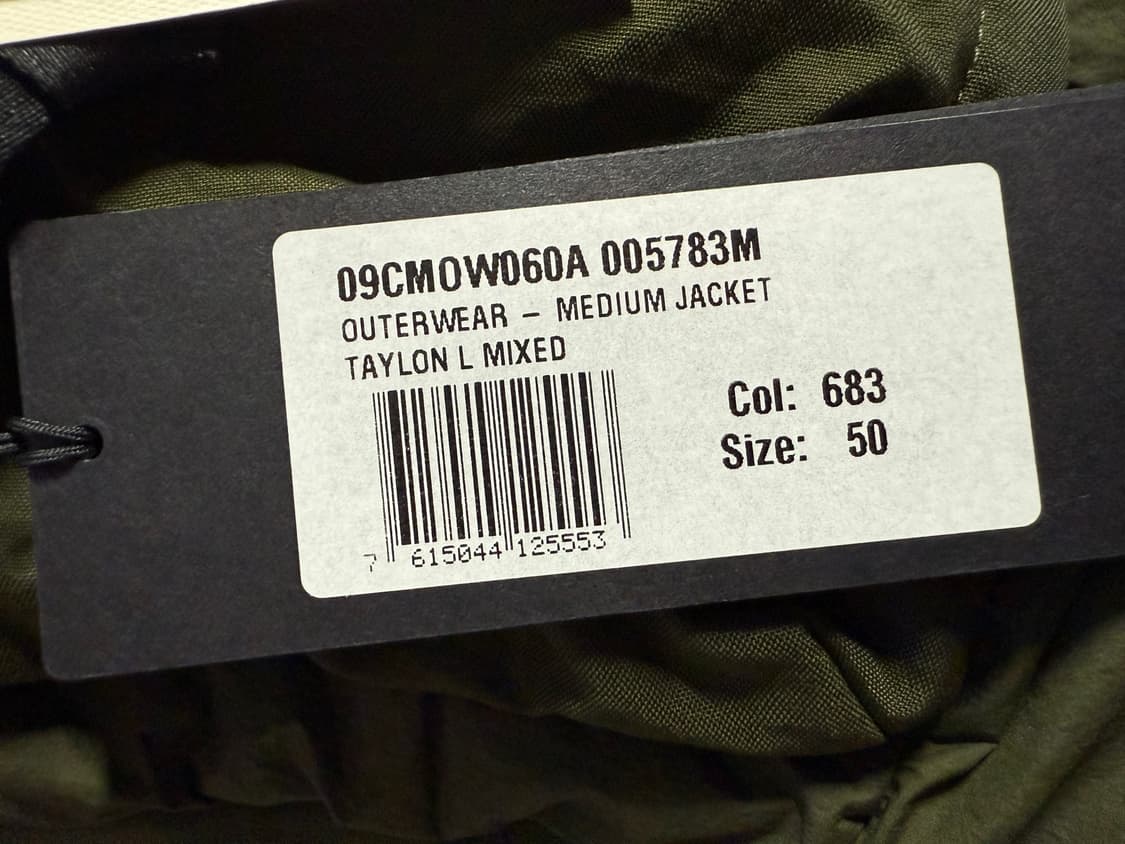 09CMOW060A 005783M
OUTERWEAR – MEDIUM JACKET
TAYLON L MIXED
Col: 683
Size: 50
7 615044 125553